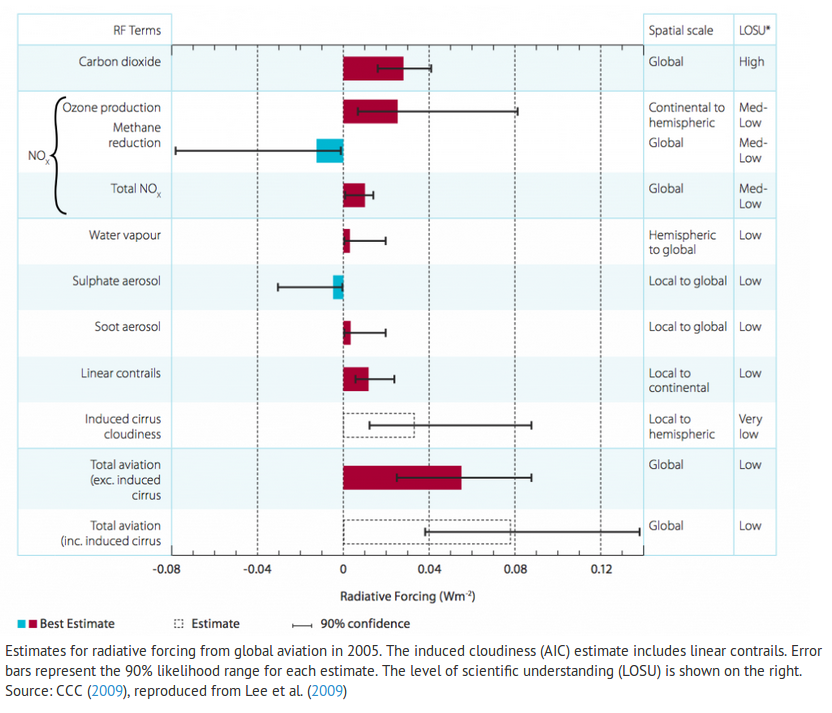 RF Terms Spatial scale LOSU*
Carbon dioxide Global High
NOx
Ozone production Continental to Med-
hemispheric Low
Methane
reduction Global Med-
Low
Total NOx Global Med-
Low
Water vapour Hemispheric Low
to global
Sulphate aerosol Local to global Low
Soot aerosol Local to global Low
Linear contrails Local to Low
continental
Induced cirrus Local to Very
cloudiness hemispheric low
Total aviation Global Low
(exc. induced
cirrus
Total aviation Global Low
(inc. induced cirrus
-0.08 -0.04 0 0.04 0.08 0.12
Radiative Forcing (Wm-2)
Best Estimate Estimate 90% confidence
Estimates for radiative forcing from global aviation in 2005. The induced cloudiness (AIC) estimate includes linear contrails. Error
bars represent the 90% likelihood range for each estimate. The level of scientific understanding (LOSU) is shown on the right.
Source: CCC (2009), reproduced from Lee et al. (2009)